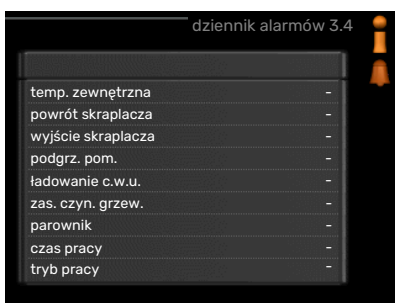 dziennik alarmów 3.4
temp. zewnętrzna -
powrót skraplacza -
wyjście skraplacza -
podgrz. pom. -
ładowanie c.w.u. -
zas. czyn. grzew. -
parownik -
czas pracy -
tryb pracy -